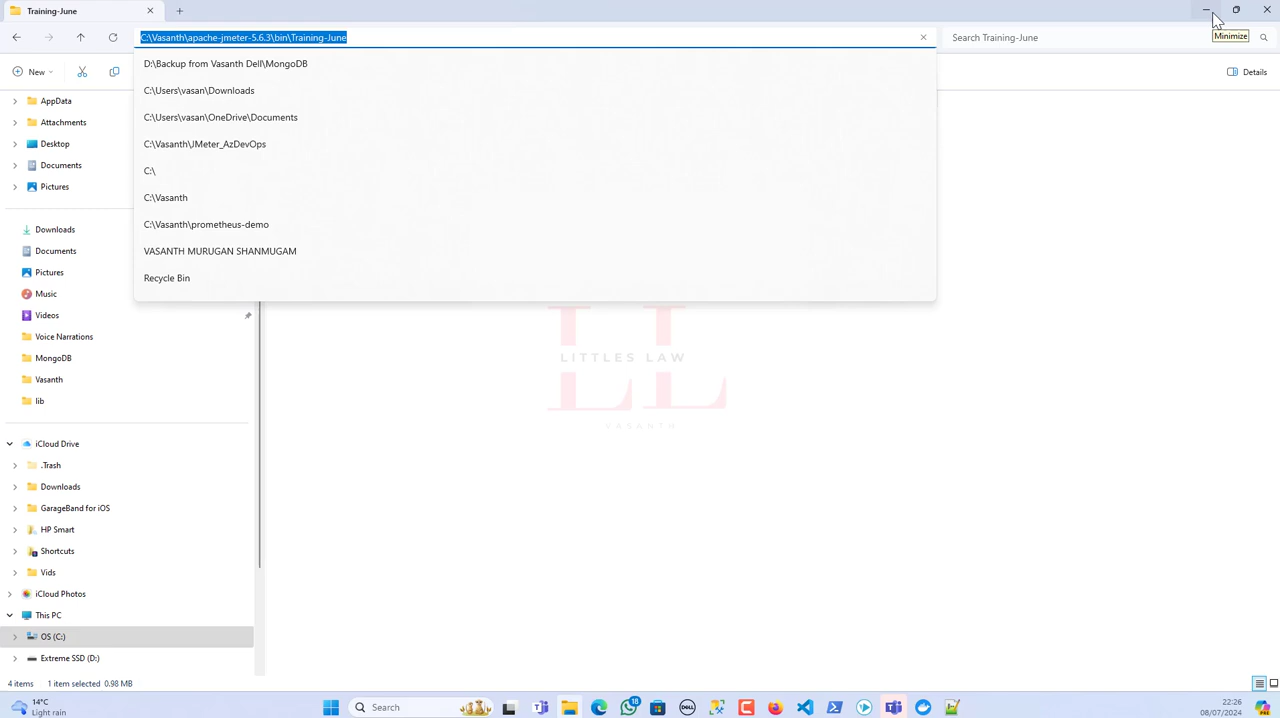 Training-June
C:\Vasanth\apache-jmeter-5.6.3\bin\Training-June
Search Training-June
Minimize
New
Details
D:\Backup from Vasanth Dell\MongoDB
C:\Users\vasan\Downloads
C:\Users\vasan\OneDrive\Documents
C:\Vasanth\JMeter_AzDevOps
C:\
C:\Vasanth
C:\Vasanth\prometheus-demo
VASANTH MURUGAN SHANMUGAM
Recycle Bin
AppData
Attachments
Desktop
Documents
Pictures
Downloads
Documents
Pictures
Music
Videos
Voice Narrations
MongoDB
Vasanth
lib
iCloud Drive
.Trash
Downloads
GarageBand for iOS
HP Smart
Shortcuts
Vids
iCloud Photos
This PC
OS (C:)
Extreme SSD (D:)
LITTLES LAW
LL
VASANTH
4 items 1 item selected 0.98 MB
14°C
Light rain
Search
18
DELL
22:26
08/07/2024